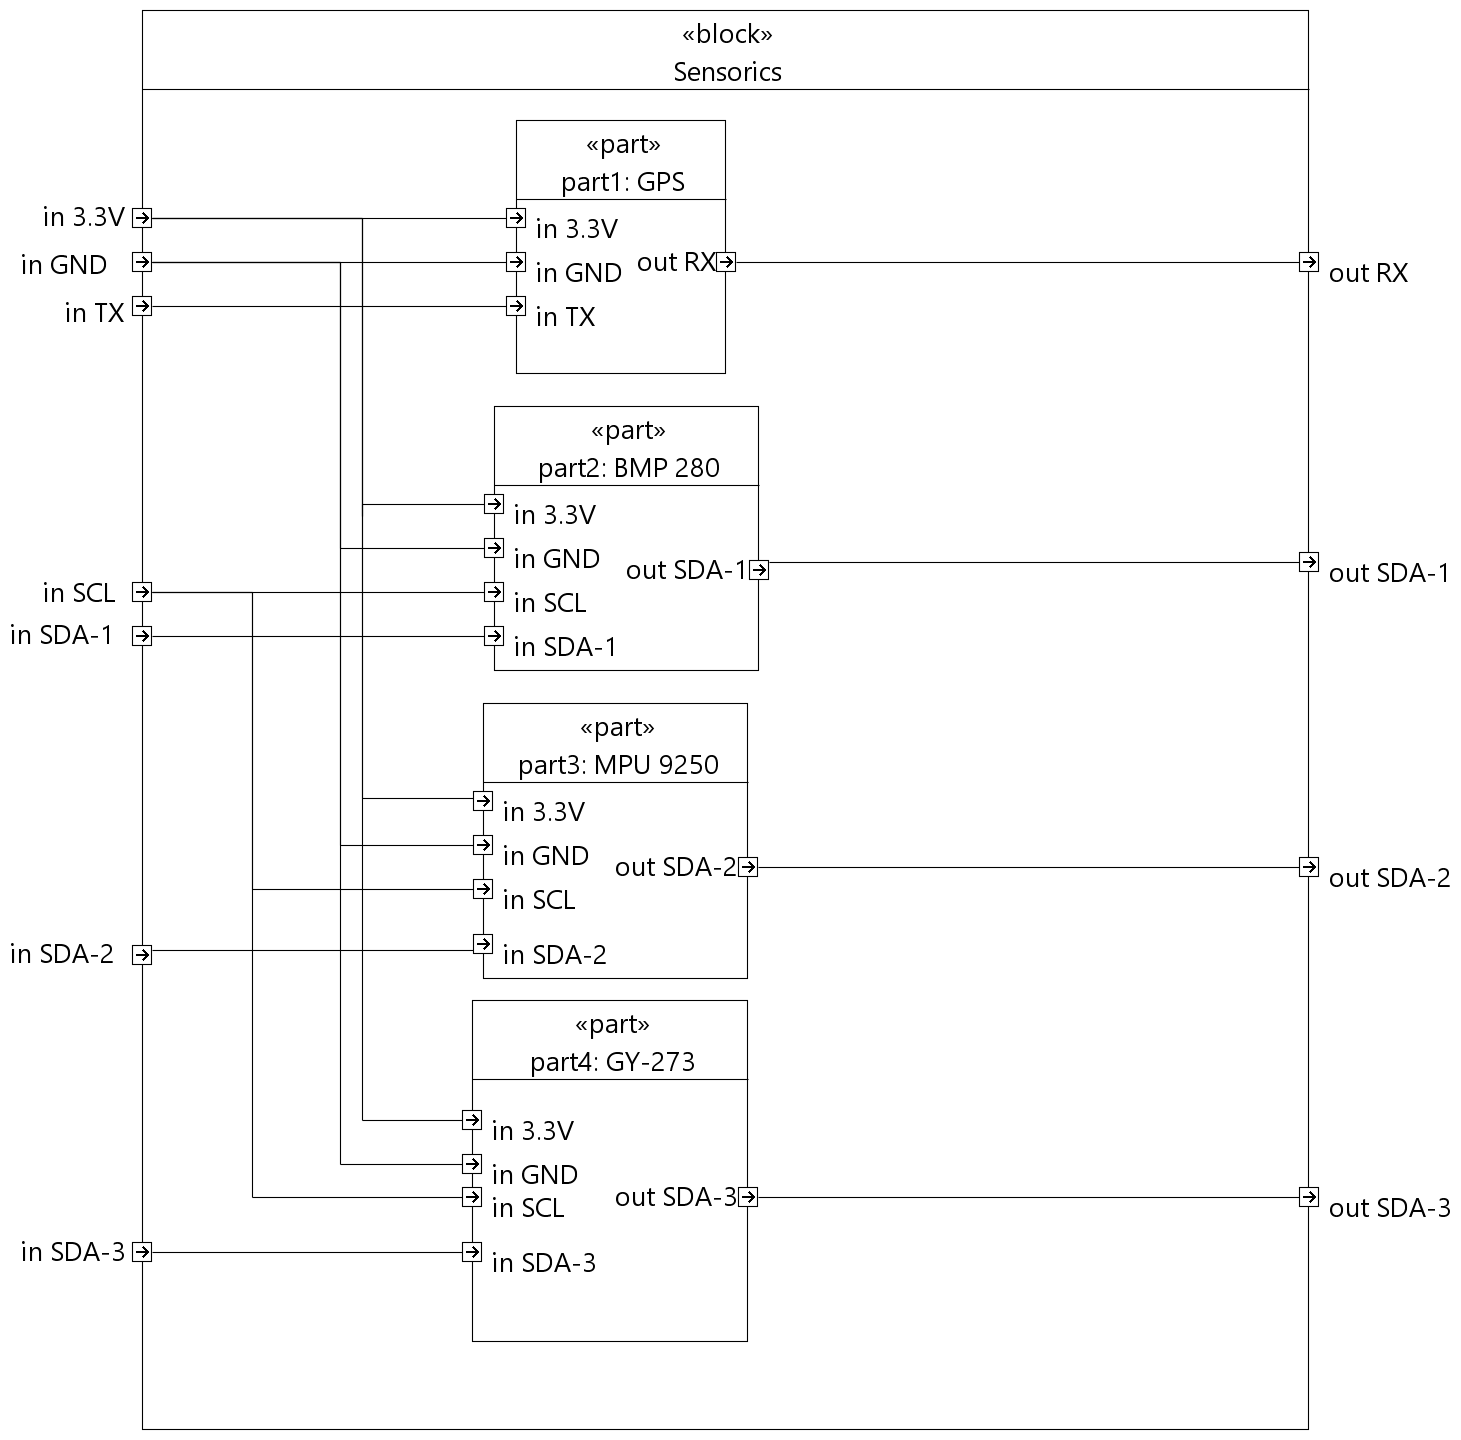 «block»
Sensorics
«part»
part1: GPS
in 3.3V
in GND
in TX
in 3.3V
in GND
in TX
out RX
out RX
«part»
part2: BMP 280
in SCL
in SDA-1
in 3.3V
in GND
in SCL
in SDA-1
out SDA-1
out SDA-1
«part»
part3: MPU 9250
in SDA-2
in 3.3V
in GND
in SCL
in SDA-2
out SDA-2
out SDA-2
«part»
part4: GY-273
in SDA-3
in 3.3V
in GND
in SCL
in SDA-3
out SDA-3
out SDA-3